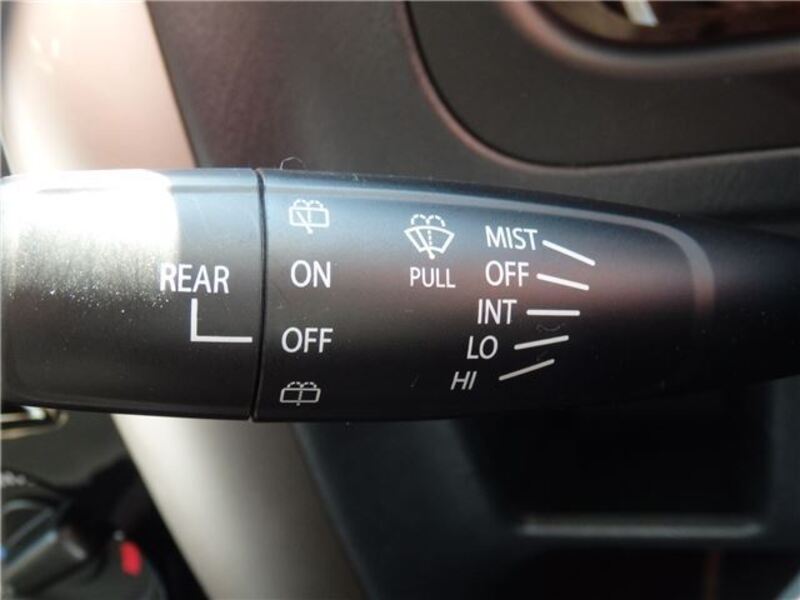 REAR
ON
OFF
PULL
MIST
OFF
INT
LO
HI